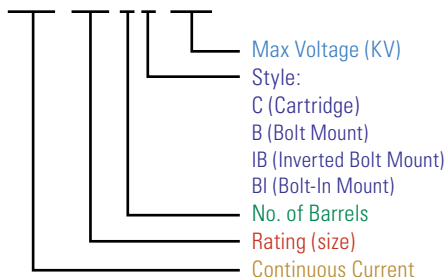 Max Voltage (KV)
Style:
C (Cartridge)
B (Bolt Mount)
IB (Inverted Bolt Mount)
BI (Bolt-In Mount)
No. of Barrels
Rating (size)
Continuous Current